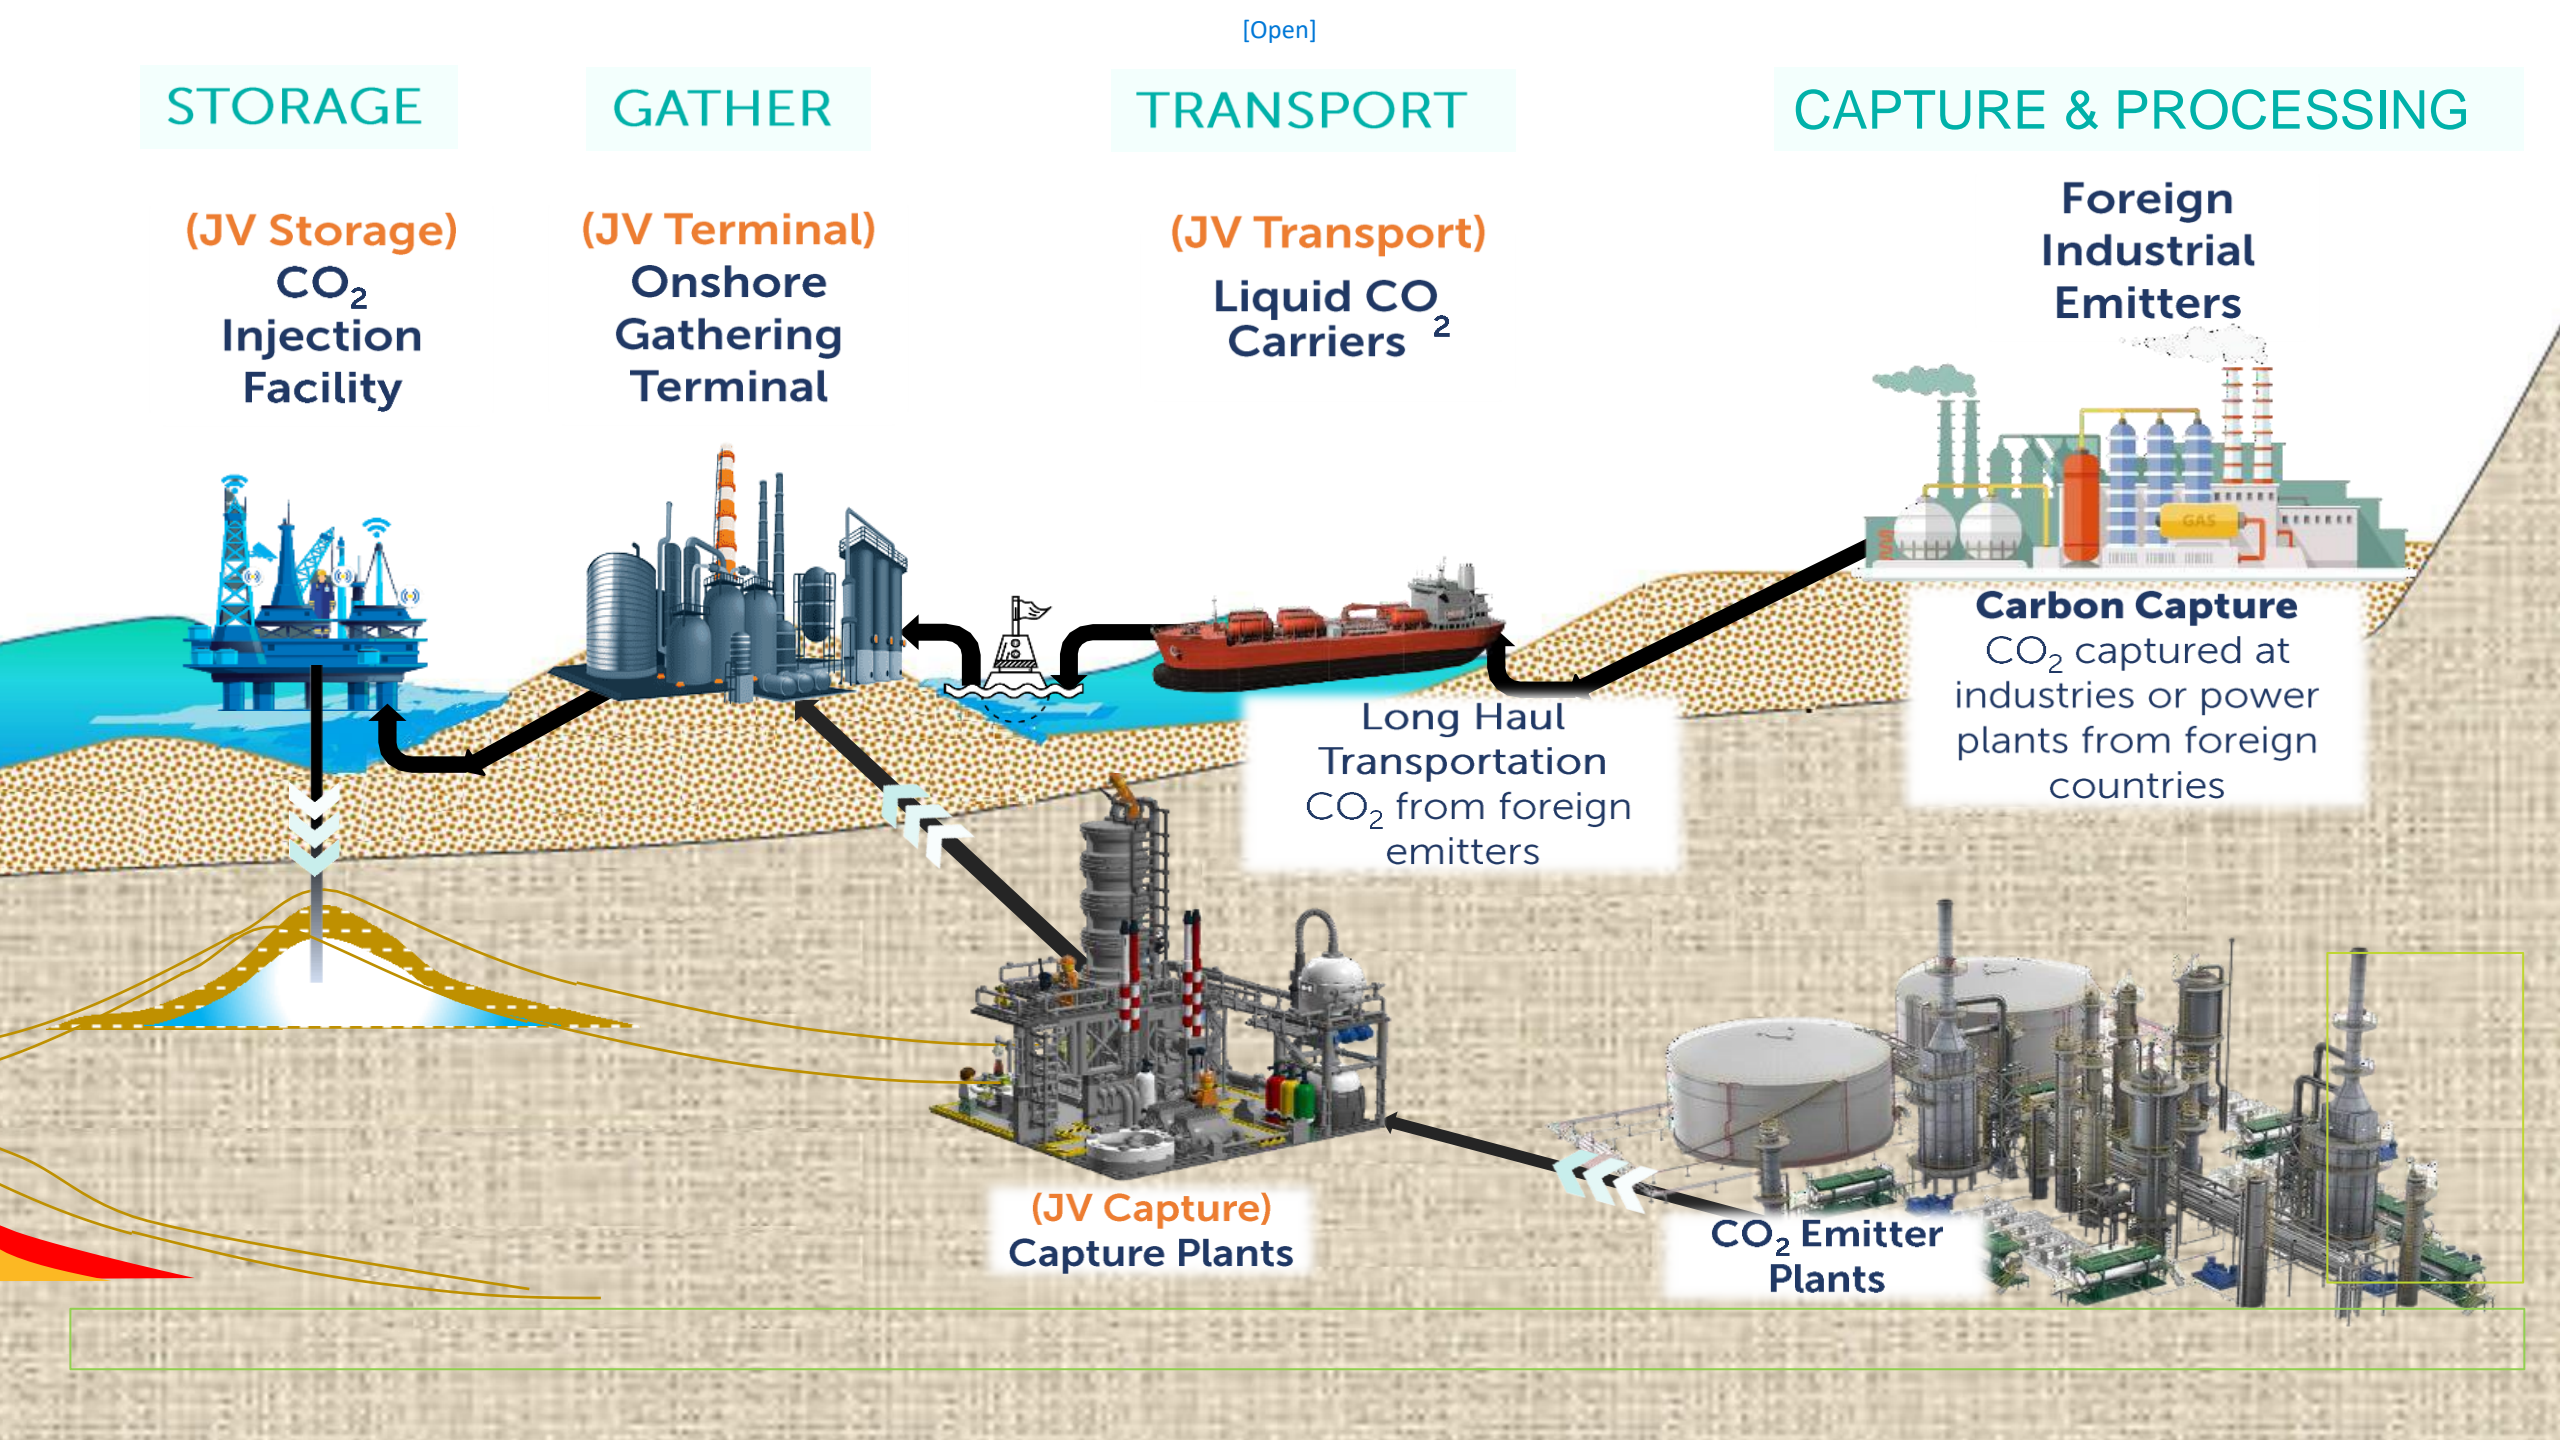 [Open]
STORAGE
GATHER
TRANSPORT
CAPTURE & PROCESSING
(JV Storage)
CO2
Injection
Facility
(JV Terminal)
Onshore
Gathering
Terminal
(JV Transport)
Liquid CO2
Carriers
Foreign
Industrial
Emitters
GAS
Carbon Capture
CO2 captured at
industries or power
plants from foreign
countries
Long Haul
Transportation
CO2 from foreign
emitters
(JV Capture)
Capture Plants
CO2 Emitter
Plants